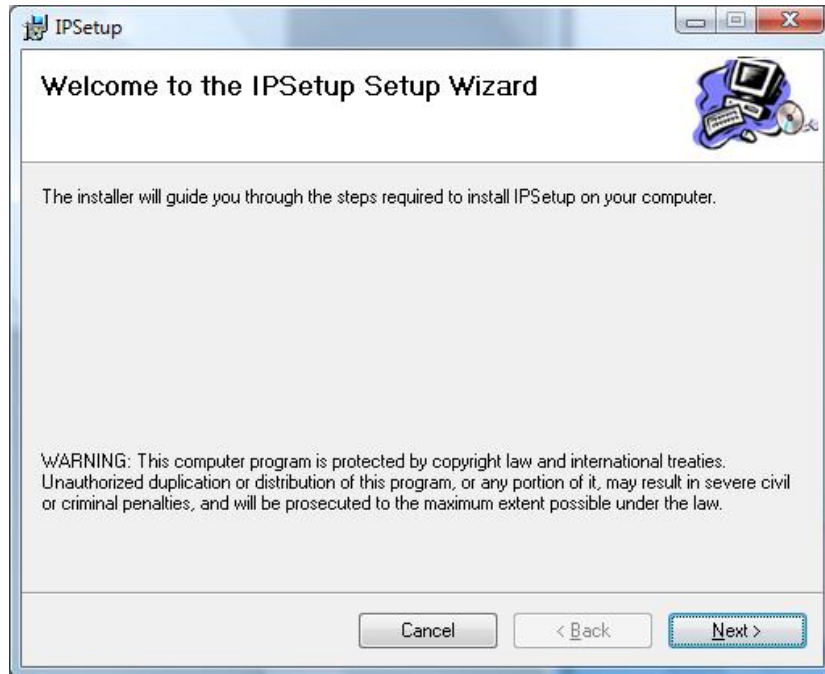 IPSetup
Welcome to the IPSetup Setup Wizard
The installer will guide you through the steps required to install IPSetup on your computer.
WARNING: This computer program is protected by copyright law and international treaties.
Unauthorized duplication or distribution of this program, or any portion of it, may result in severe civil
or criminal penalties, and will be prosecuted to the maximum extent possible under the law.
Cancel
< Back
Next >